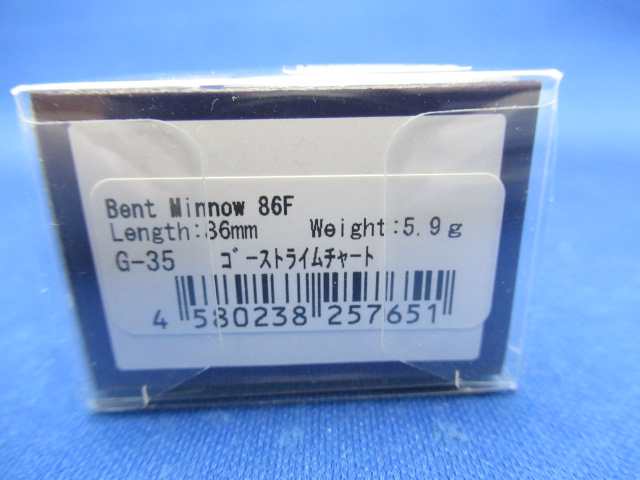 Bent Minnow 86F
Length:86mm Weight:5.9g
G-35 ｺﾞｰｽﾄﾗｲﾑﾁｬｰﾄ
4 580238 257651